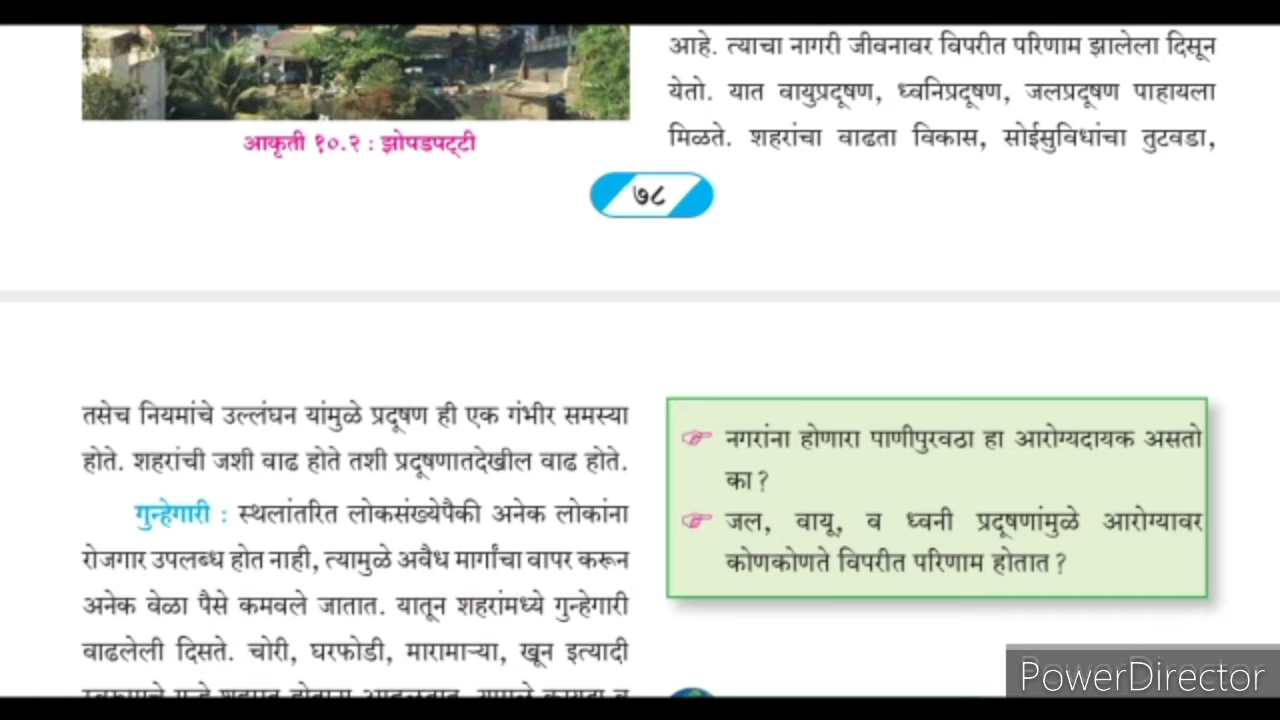 आकृती १०.२ : झोपडपट्टी
आहे. त्याचा नागरी जीवनावर विपरीत परिणाम झालेला दिसून
येतो. यात वायुप्रदूषण, ध्वनिप्रदूषण, जलप्रदूषण पाहायला
मिळते. शहरांचा वाढता विकास, सोईसुविधांचा तुटवडा,
७८
तसेच नियमांचे उल्लंघन यांमुळे प्रदूषण ही एक गंभीर समस्या
होते. शहरांची जशी वाढ होते तशी प्रदूषणातदेखील वाढ होते.
गुन्हेगारी : स्थलांतरित लोकसंख्येपैकी अनेक लोकांना
रोजगार उपलब्ध होत नाही, त्यामुळे अवैध मार्गांचा वापर करून
अनेक वेळा पैसे कमवले जातात. यातून शहरांमध्ये गुन्हेगारी
वाढलेली दिसते. चोरी, घरफोडी, मारामाऱ्या, खून इत्यादी
नगरांना होणारा पाणीपुरवठा हा आरोग्यदायक असतो
का ?
जल, वायू, व ध्वनी प्रदूषणांमुळे आरोग्यावर
कोणकोणते विपरीत परिणाम होतात ?
PowerDirector